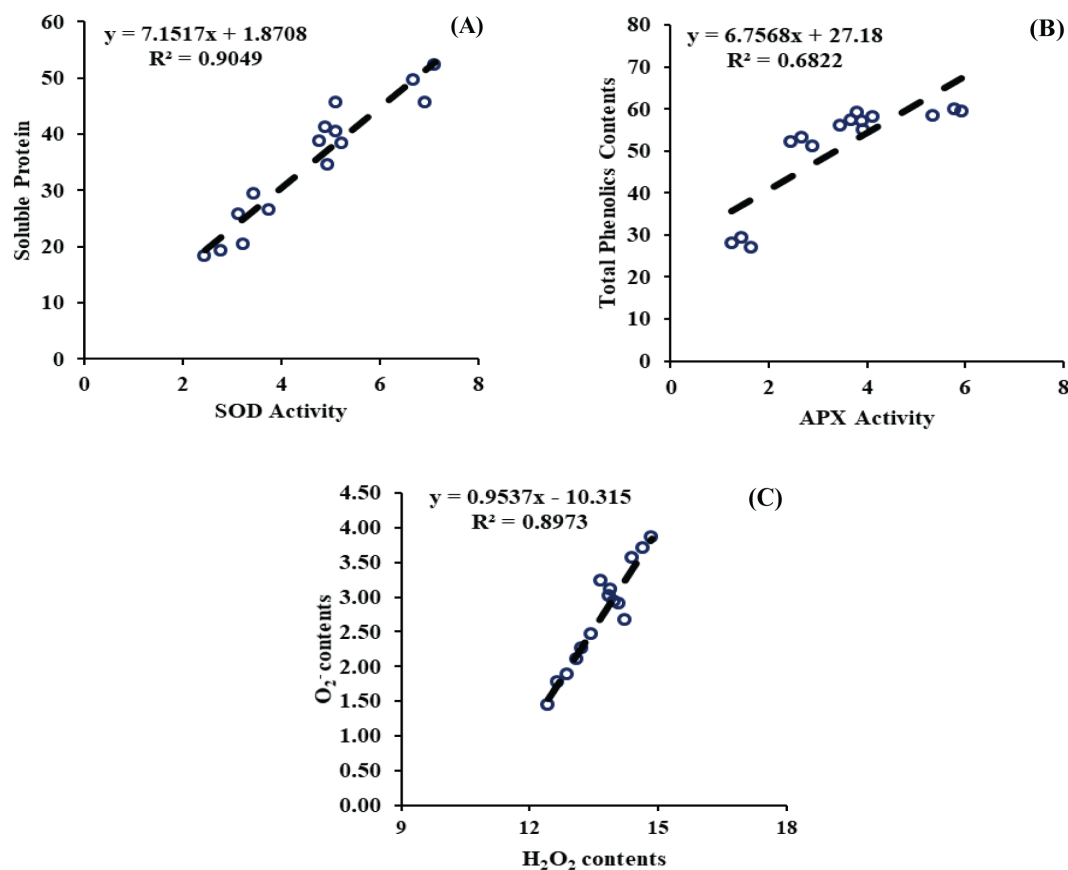 (A)
y = 7.1517x + 1.8708
R² = 0.9049
60
50
40
30
20
10
0
Soluble Protein
0 2 4 6 8
SOD Activity
(B)
y = 6.7568x + 27.18
R² = 0.6822
80
70
60
50
40
30
20
10
0
Total Phenolics Contents
0 2 4 6 8
APX Activity
(C)
y = 0.9537x - 10.315
R² = 0.8973
4.50
4.00
3.50
3.00
2.50
2.00
1.50
1.00
0.50
0.00
O₂⁻ contents
9 12 15 18
H₂O₂ contents